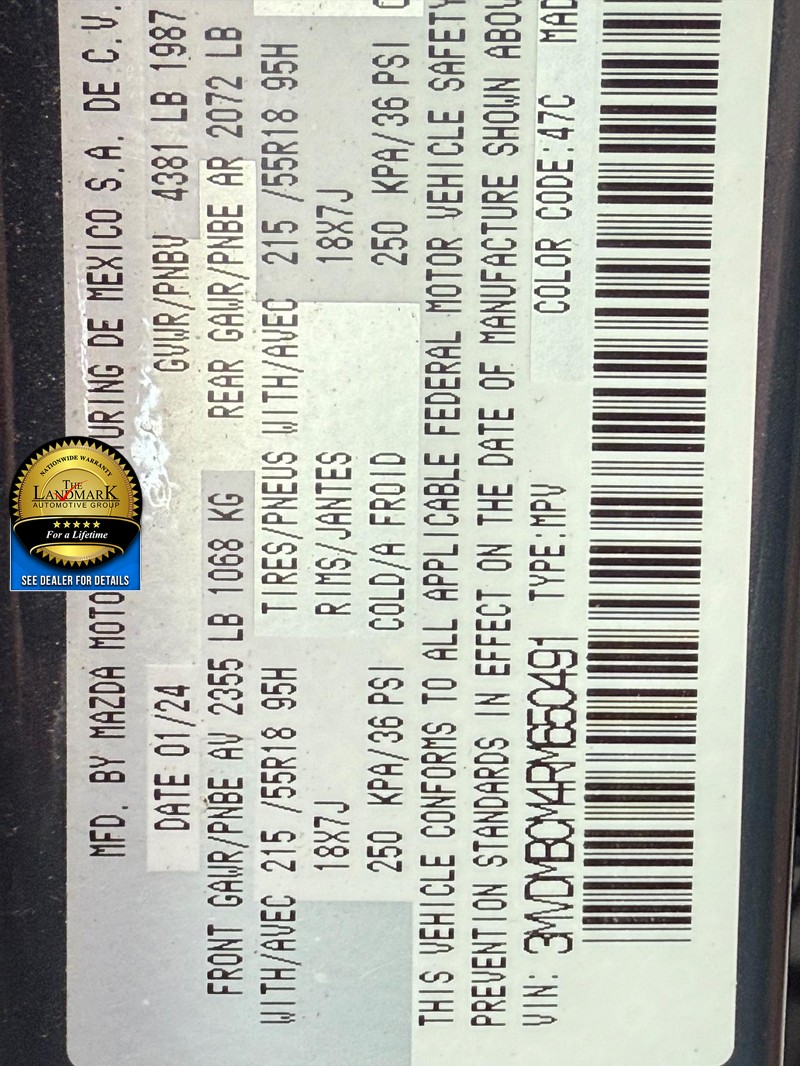 MFD. BY MAZDA MOTO TURING DE MEXICO S.A. DE C.V.
DATE 01/24 GVWR/PNBV 4381 LB 1987
FRONT GAWR/PNBE AV 2355 LB 1068 KG REAR GAWR/PNBE AR 2072 LB
WITH/AVEC 215 /55R18 95H TIRES/PNEUS WITH/AVEC 215 /55R18 95H
18X7J RIMS/JANTES 18X7J
250 KPA/36 PSI COLD/A FROID 250 KPA/36 PSI
THIS VEHICLE CONFORMS TO ALL APPLICABLE FEDERAL MOTOR VEHICLE SAFETY
PREVENTION STANDARDS IN EFFECT ON THE DATE OF MANUFACTURE SHOWN ABOV
VIN: 3MVDMBCM4RM650491 TYPE:MPV COLOR CODE:47C MAD
NATIONWIDE WARRANTY
THE
LANDMARK
AUTOMOTIVE GROUP
For a Lifetime
SEE DEALER FOR DETAILS